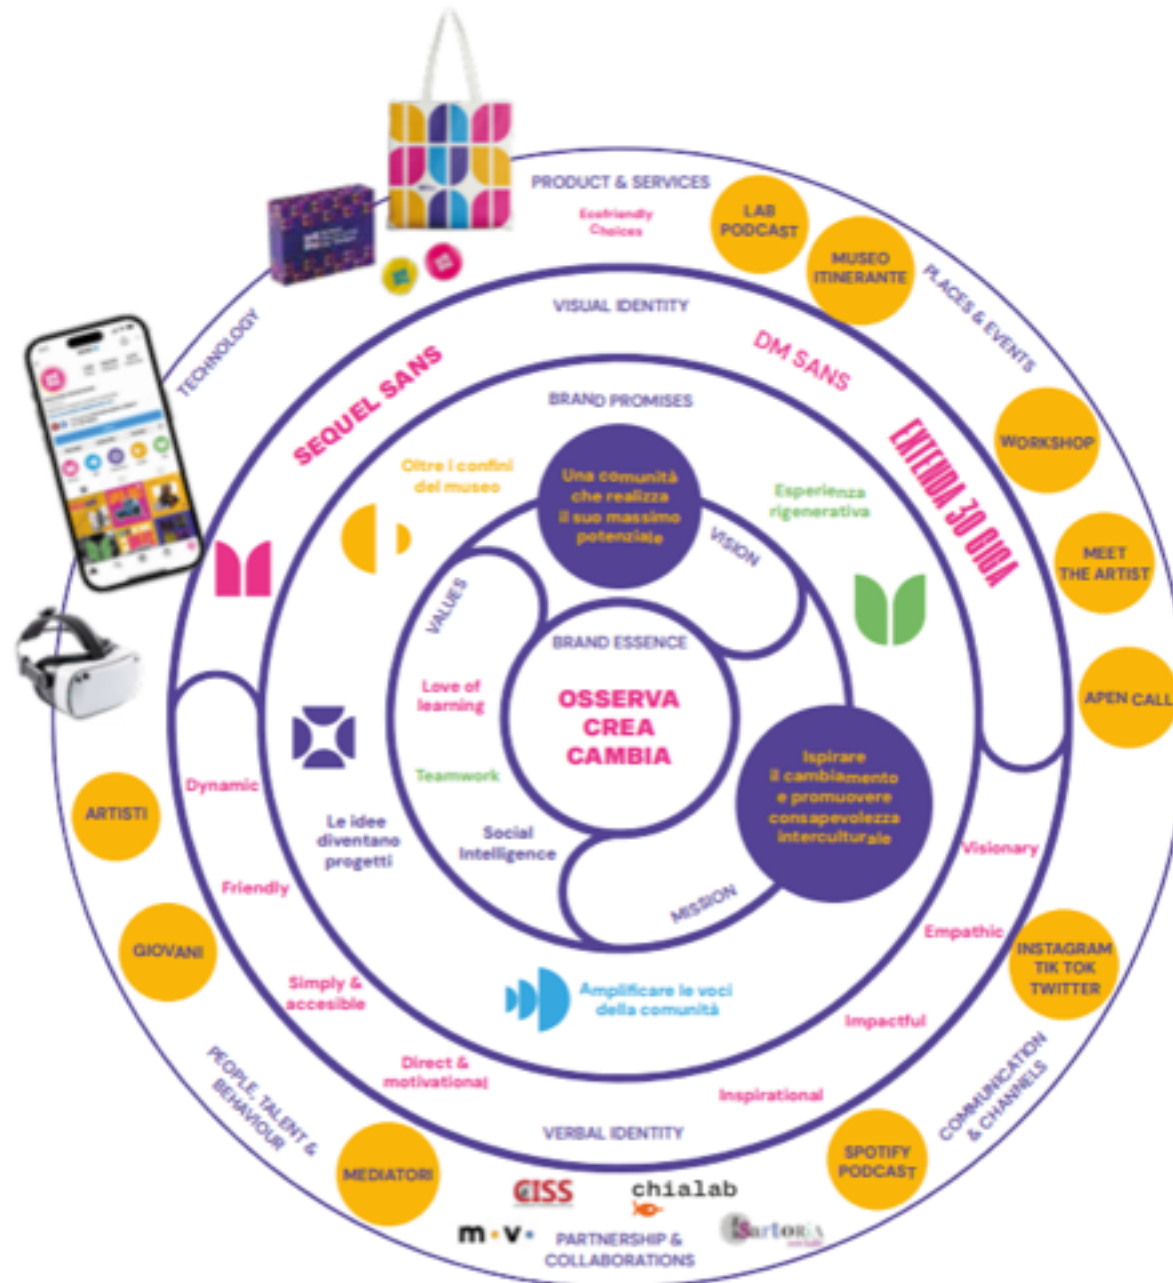 PRODUCT & SERVICES
Ecofriendly
Choices
LAB
PODCAST
MUSEO
ITINERANTE
PLACES & EVENTS
TECHNOLOGY
VISUAL IDENTITY
SEQUEL SANS
DM SANS
EXTENDA 30 GIGA
BRAND PROMISES
Oltre i confini
del museo
Una comunità
che realizza
il suo massimo
potenziale
Esperienza
rigenerativa
VISION
VALUES
WORKSHOP
MEET
THE ARTIST
APEN CALL
BRAND ESSENCE
OSSERVA
CREA
CAMBIA
Love of
learning
Teamwork
Social
Intelligence
Ispirare
il cambiamento
e promuovere
consapevolezza
interculturale
MISSION
Le idee
diventano
progetti
Amplificare le voci
della comunità
Dynamic
Friendly
Simply &
accesible
Direct &
motivational
Visionary
Empathic
Impactful
Inspirational
VERBAL IDENTITY
ARTISTI
GIOVANI
MEDIATORI
PEOPLE, TALENT &
BEHAVIOUR
INSTAGRAM
TIK TOK
TWITTER
SPOTIFY
PODCAST
COMMUNICATION
& CHANNELS
CISS
chialab
m•v•
Sartoria
PARTNERSHIP &
COLLABORATIONS